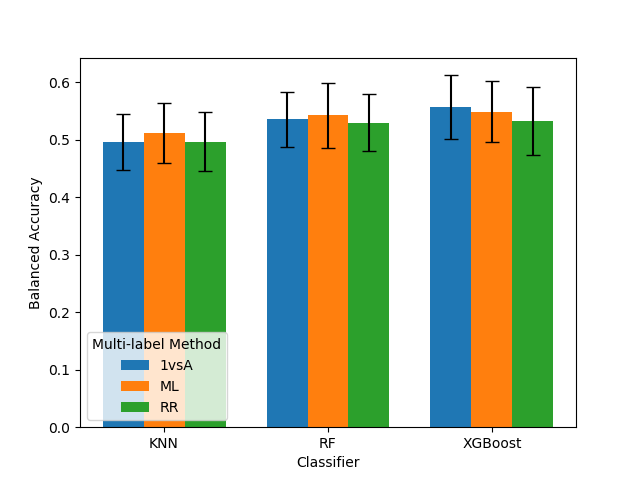 0.6
0.5
0.4
0.3
0.2
0.1
0.0
Balanced Accuracy
Multi-label Method
1vsA
ML
RR
KNN
RF
XGBoost
Classifier